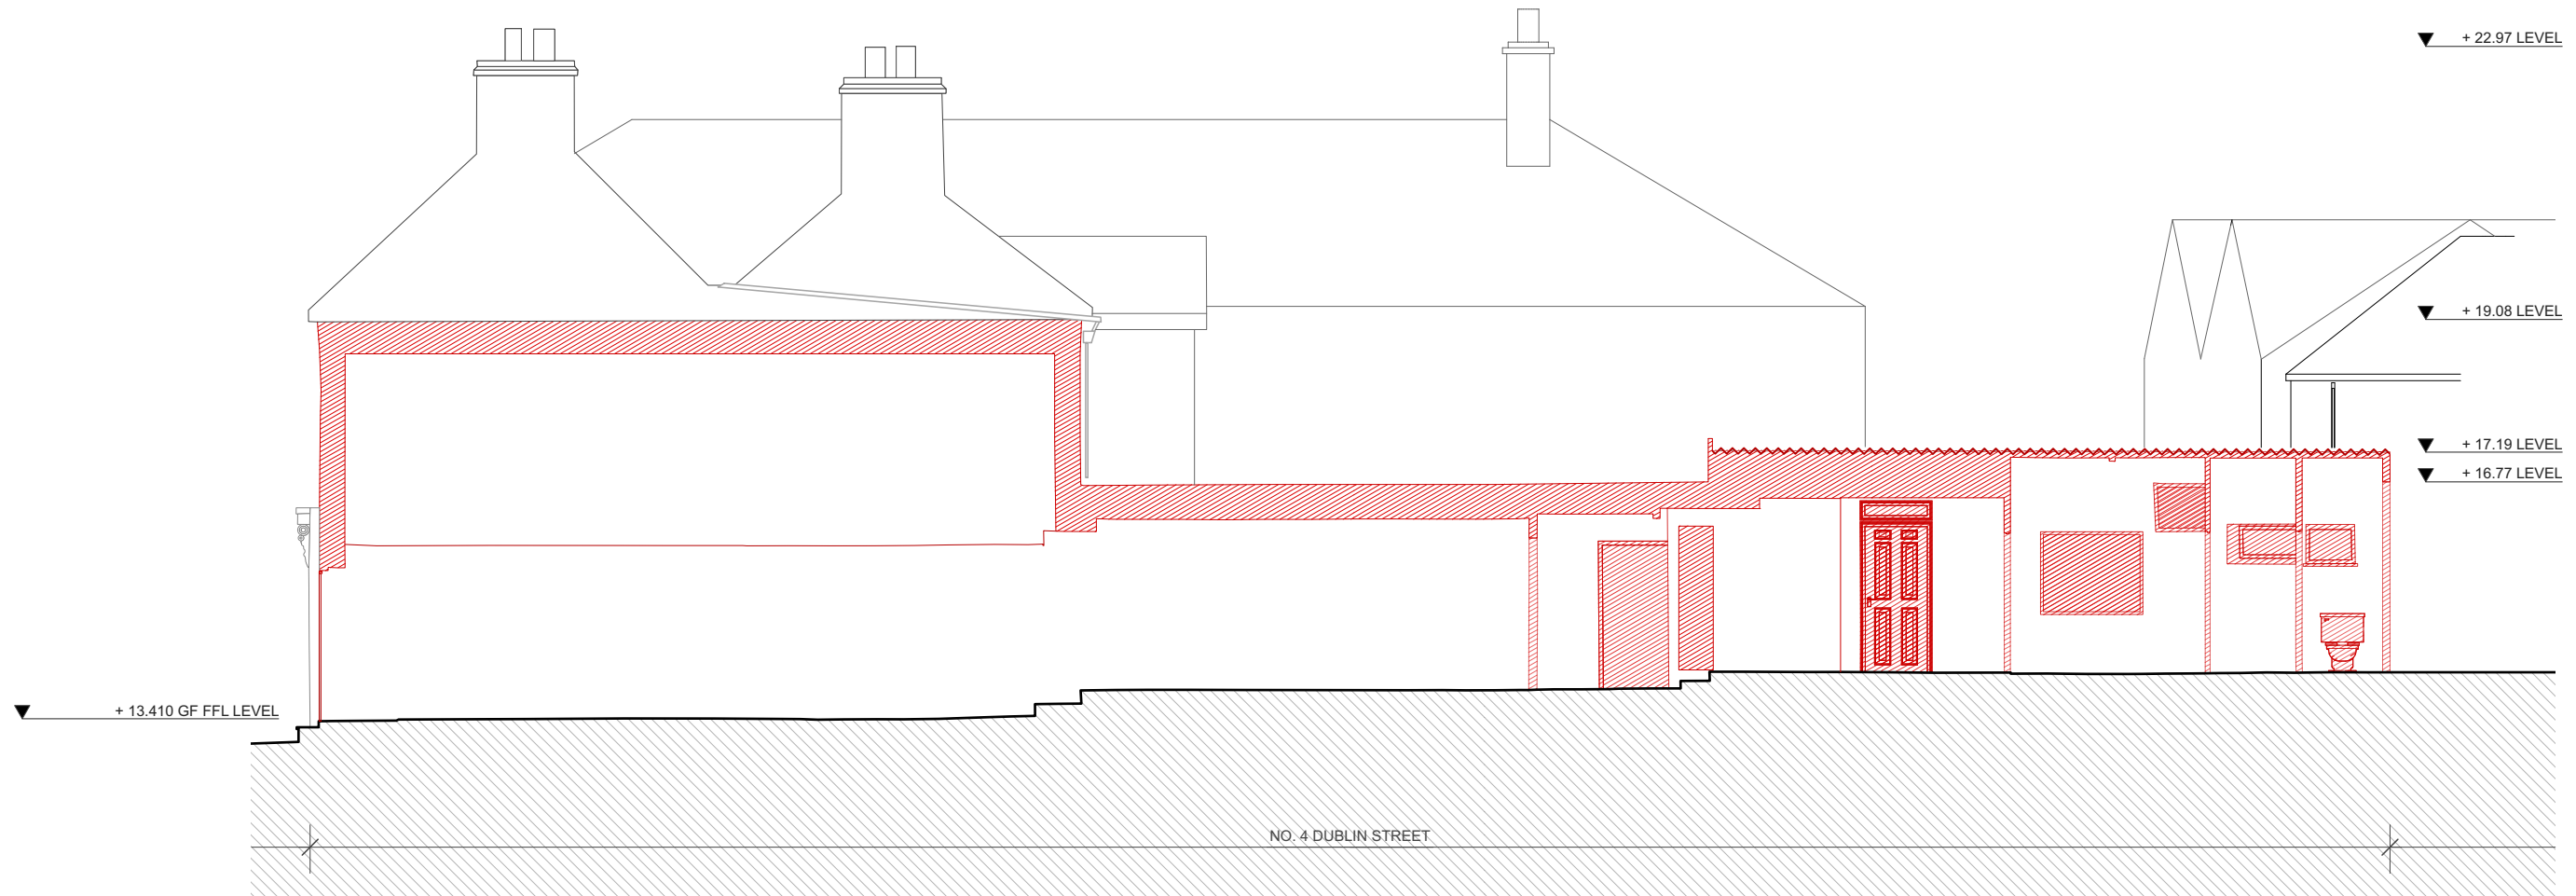 + 22.97 LEVEL
+ 19.08 LEVEL
+ 17.19 LEVEL
+ 16.77 LEVEL
+ 13.410 GF FFL LEVEL
NO. 4 DUBLIN STREET